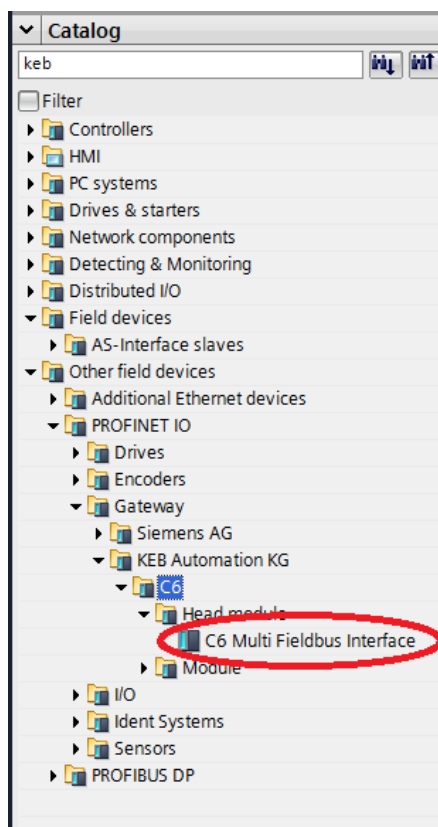 Catalog
keb
Filter
Controllers
HMI
PC systems
Drives & starters
Network components
Detecting & Monitoring
Distributed I/O
Field devices
AS-Interface slaves
Other field devices
Additional Ethernet devices
PROFINET IO
Drives
Encoders
Gateway
Siemens AG
KEB Automation KG
C6
Head module
C6 Multi Fieldbus Interface
Module
I/O
Ident Systems
Sensors
PROFIBUS DP